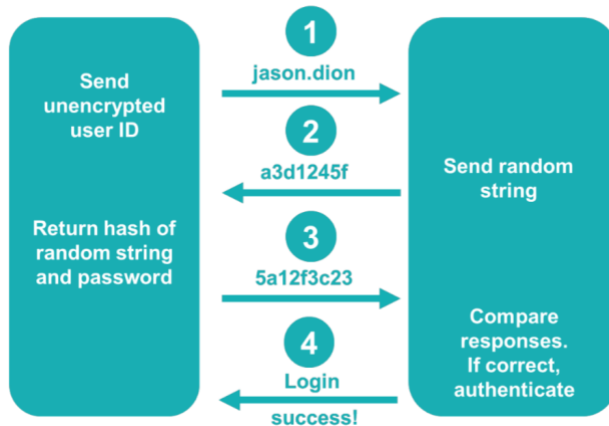 Send
unencrypted
user ID
Return hash of
random string
and password
1
jason.dion
2
a3d1245f
3
5a12f3c23
4
Login
success!
Send random
string
Compare
responses.
If correct,
authenticate